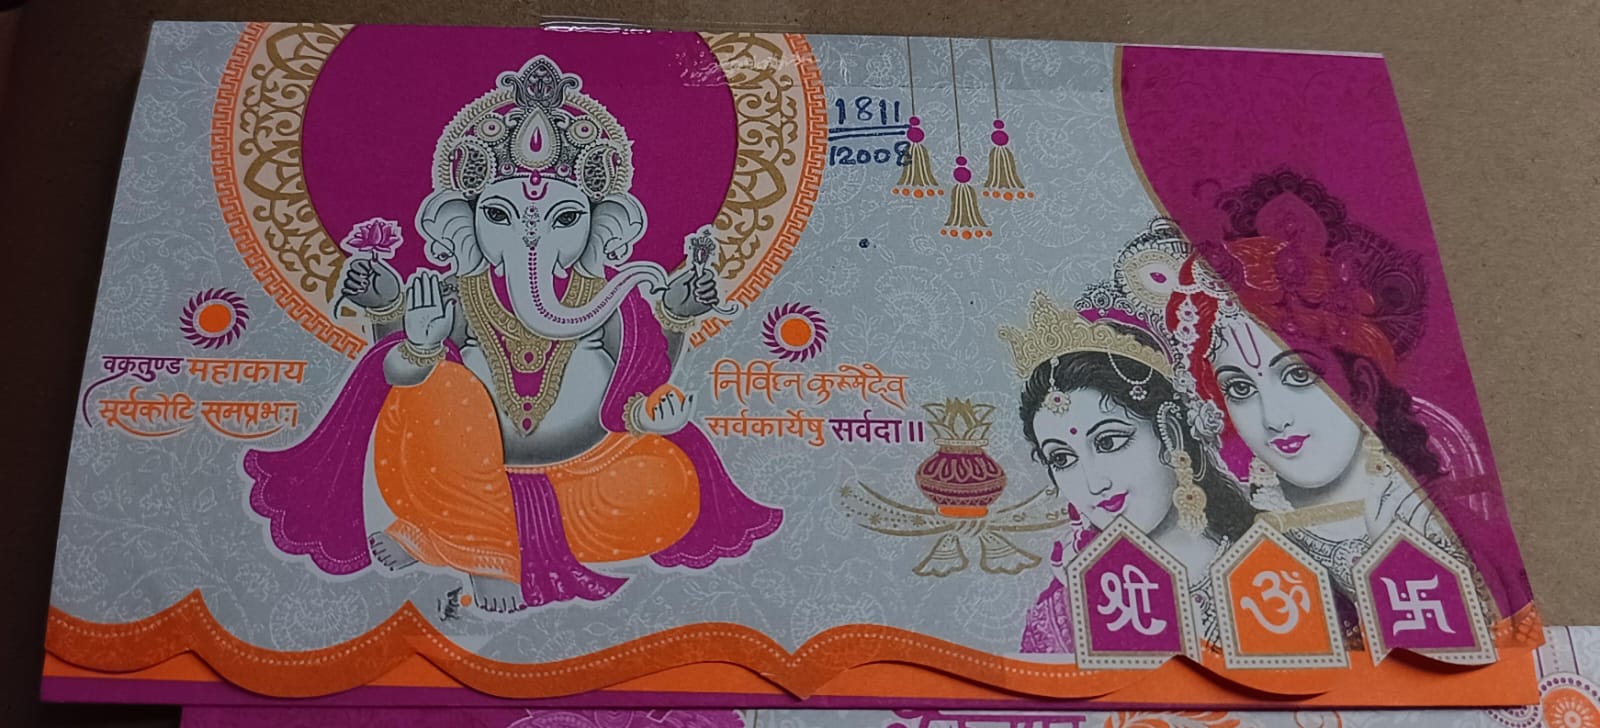 1811
12008
वक्रतुण्ड महाकाय
सूर्यकोटि समप्रभः।
निर्विघ्न कुरूमेदेव
सर्वकार्येषु सर्वदा॥
श्री ॐ 卐